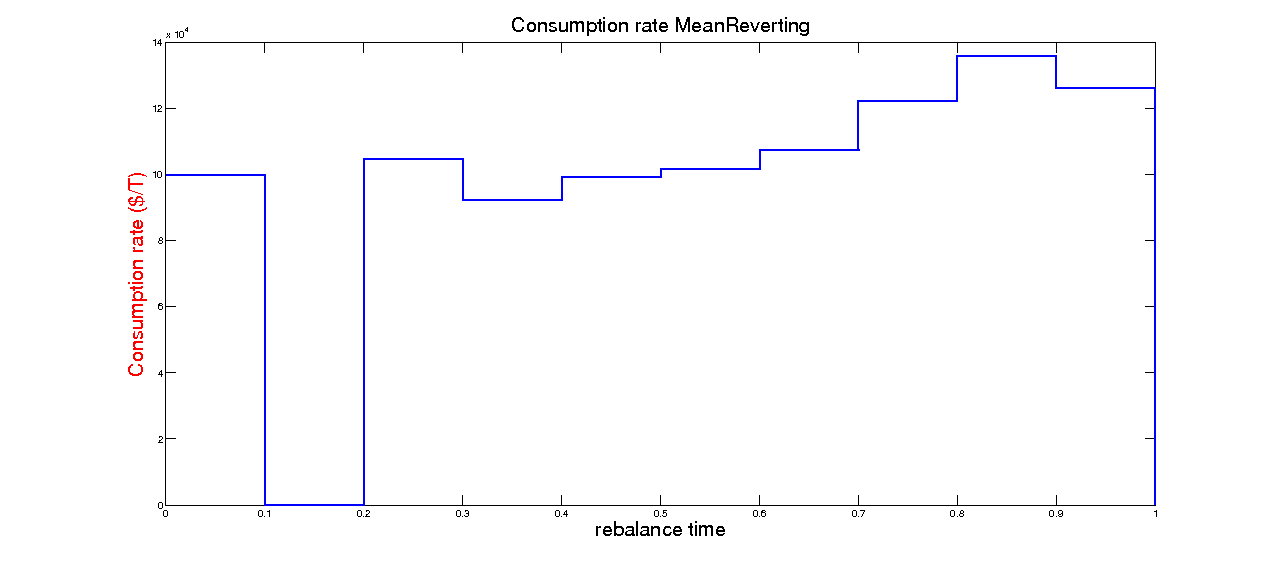 Consumption rate MeanReverting
x 10^4
14
12
10
8
6
4
2
0
Consumption rate ($/T)
0 0.1 0.2 0.3 0.4 0.5 0.6 0.7 0.8 0.9 1
rebalance time